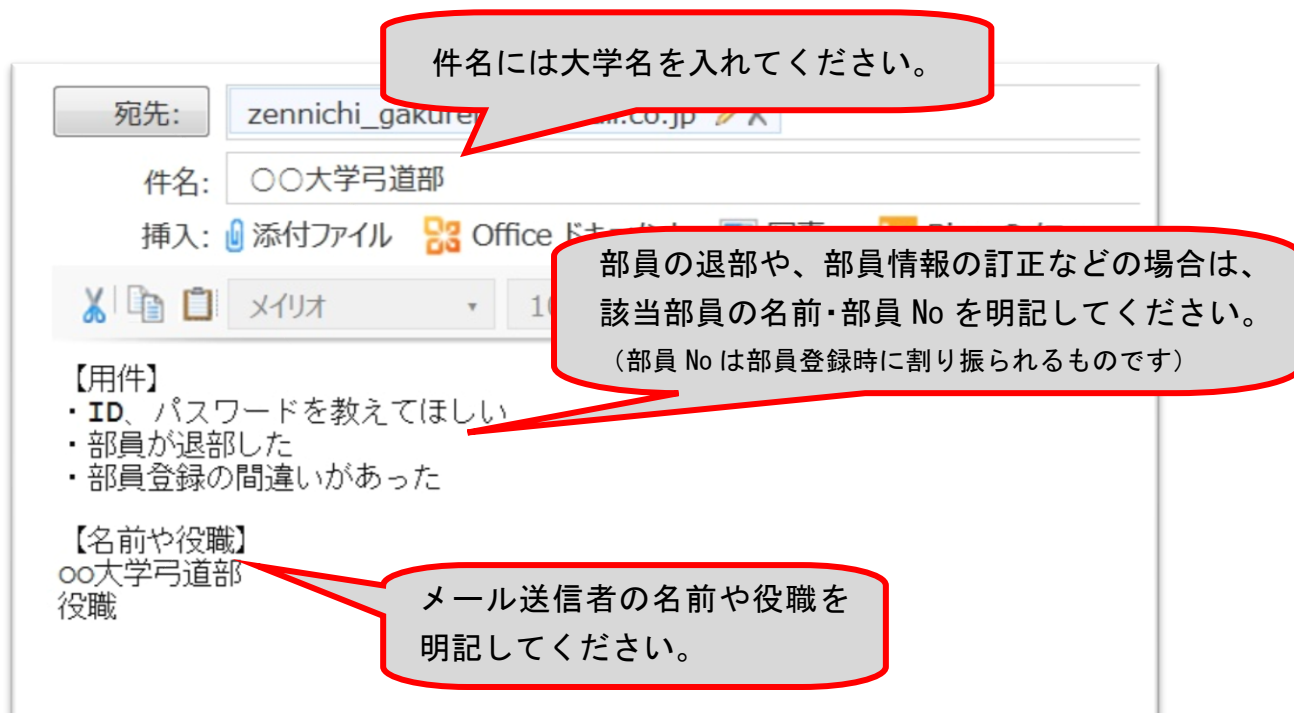 件名には大学名を入れてください。
宛先: zennichi_gakure .co.jp
件名: 〇〇大学弓道部
挿入: 添付ファイル Office
部員の退部や、部員情報の訂正などの場合は、
該当部員の名前・部員 No を明記してください。
（部員 No は部員登録時に割り振られるものです）
メイリオ
【用件】
・ID、パスワードを教えてほしい
・部員が退部した
・部員登録の間違いがあった
【名前や役職】
oo大学弓道部
役職
メール送信者の名前や役職を
明記してください。